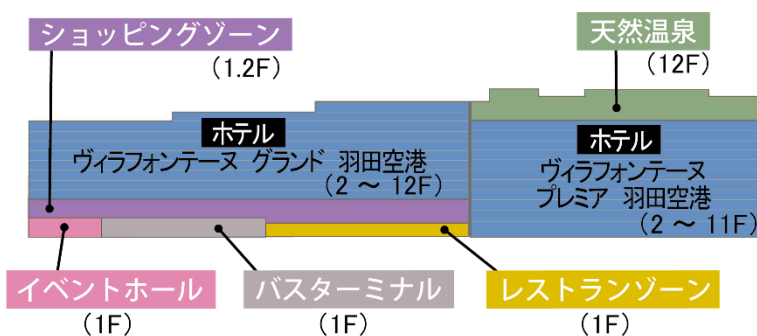 ショッピングゾーン
(1.2F)
天然温泉
(12F)
ホテル
ヴィラフォンテーヌ グランド 羽田空港
(2 ～ 12F)
ホテル
ヴィラフォンテーヌ
プレミア 羽田空港
(2 ～ 11F)
イベントホール
(1F)
バスターミナル
(1F)
レストランゾーン
(1F)